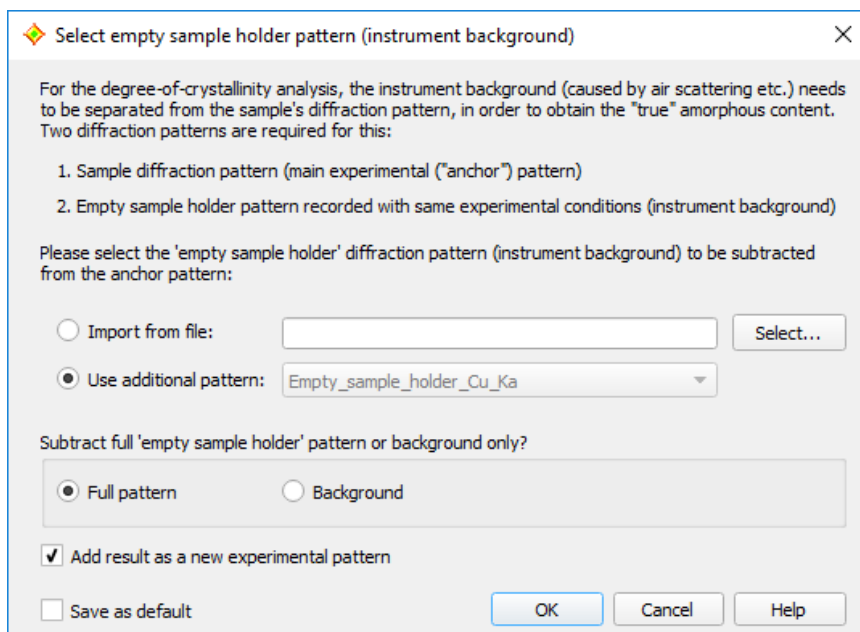 Select empty sample holder pattern (instrument background)
For the degree-of-crystallinity analysis, the instrument background (caused by air scattering etc.) needs
to be separated from the sample's diffraction pattern, in order to obtain the "true" amorphous content.
Two diffraction patterns are required for this:
1. Sample diffraction pattern (main experimental ("anchor") pattern)
2. Empty sample holder pattern recorded with same experimental conditions (instrument background)
Please select the 'empty sample holder' diffraction pattern (instrument background) to be subtracted
from the anchor pattern:
Import from file: Select...
Use additional pattern: Empty_sample_holder_Cu_Ka
Subtract full 'empty sample holder' pattern or background only?
Full pattern Background
Add result as a new experimental pattern
Save as default OK Cancel Help